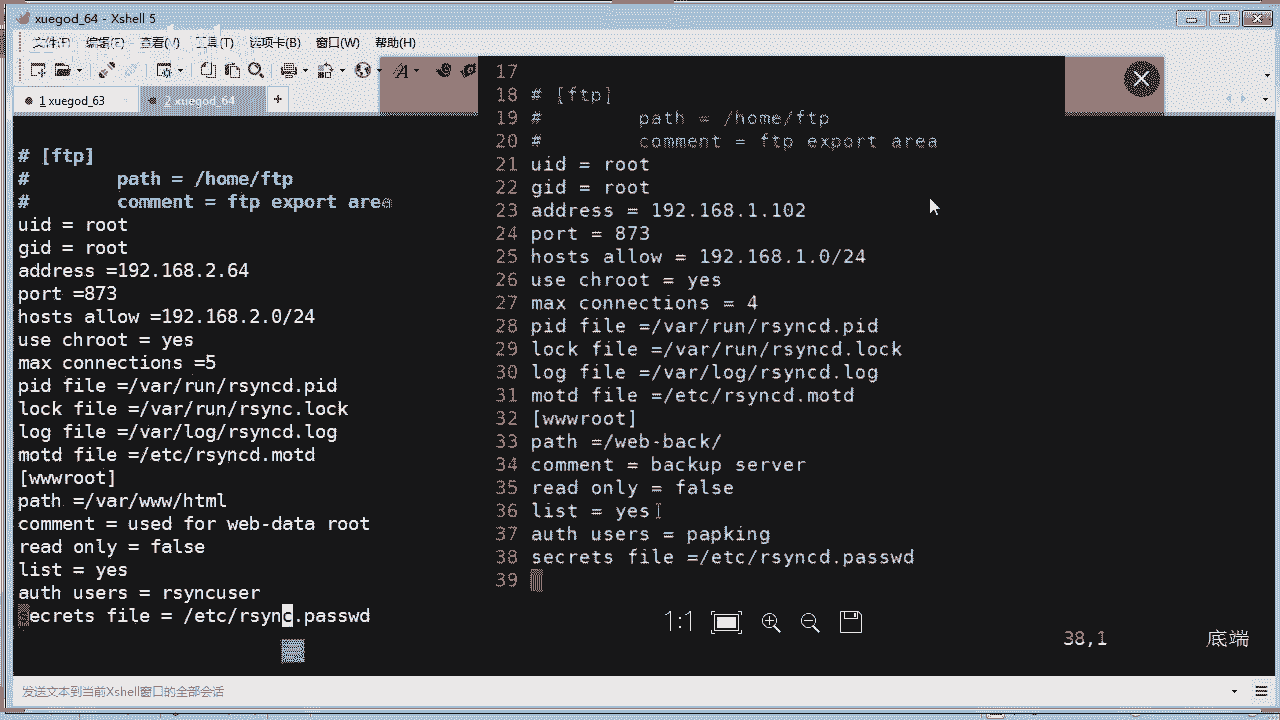 xuegod_64 - Xshell 5
文件(F) 编辑(E) 查看(V) 工具(T) 选项卡(B) 窗口(W) 帮助(H)
1 xuegod_63
2 xuegod_64
+
# [ftp]
#         path = /home/ftp
#         comment = ftp export area
uid = root
gid = root
address =192.168.2.64
port =873
hosts allow =192.168.2.0/24
use chroot = yes
max connections =5
pid file =/var/run/rsyncd.pid
lock file =/var/run/rsync.lock
log file =/var/log/rsyncd.log
motd file =/etc/rsyncd.motd
[wwwroot]
path =/var/www/html
comment = used for web-data root
read only = false
list = yes
auth users = rsyncuser
secrets file = /etc/rsync.passwd
17
18 # [ftp]
19 #         path = /home/ftp
20 #         comment = ftp export area
21 uid = root
22 gid = root
23 address = 192.168.1.102
24 port = 873
25 hosts allow = 192.168.1.0/24
26 use chroot = yes
27 max connections = 4
28 pid file =/var/run/rsyncd.pid
29 lock file =/var/run/rsyncd.lock
30 log file =/var/log/rsyncd.log
31 motd file =/etc/rsyncd.motd
32 [wwwroot]
33 path =/web-back/
34 comment = backup server
35 read only = false
36 list = yes
37 auth users = papking
38 secrets file =/etc/rsyncd.passwd
39
1:1
38,1 底端
发送文本到当前Xshell窗口的全部会话